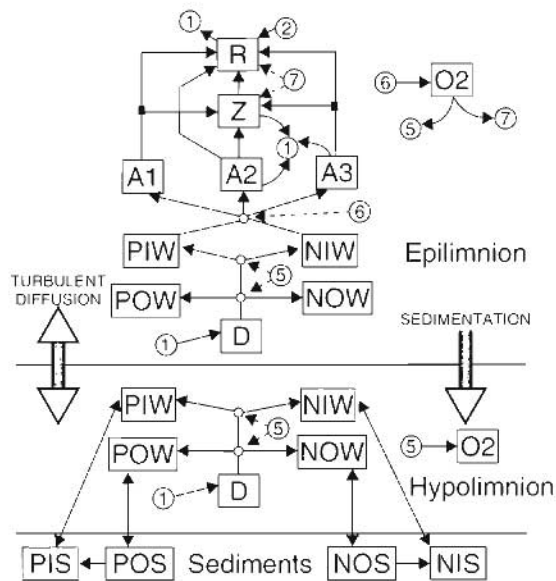 ① ②
R
⑦
⑥ O2
Z
⑤ ⑦
①
A1 A2 A3
⑥
PIW NIW
Epilimnion
TURBULENT
DIFFUSION
⑤
POW NOW
SEDIMENTATION
① D
PIW NIW
⑤
⑤ O2
POW NOW
① D
Hypolimnion
PIS POS Sediments NOS NIS